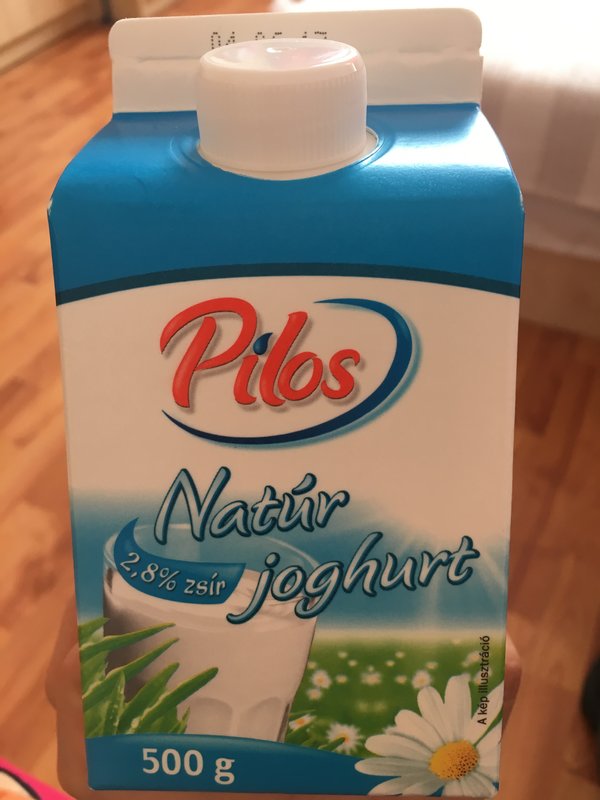 Pilos
Natúr
joghurt
2,8% zsír
A kép illusztráció
500 g